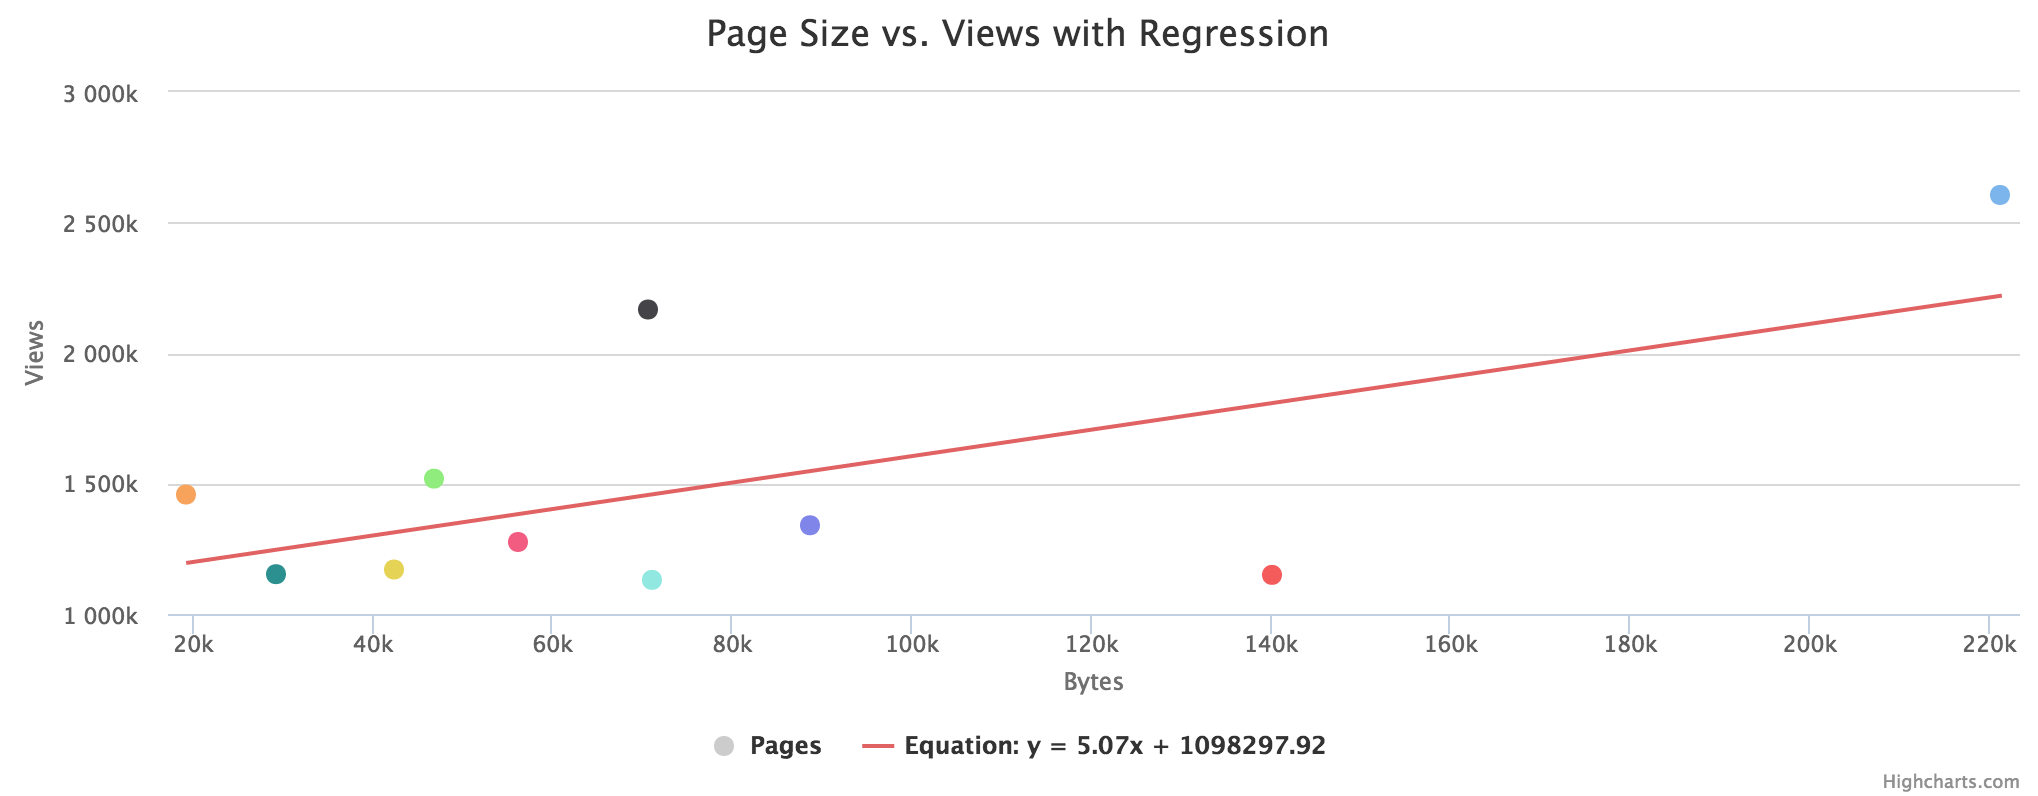 Page Size vs. Views with Regression
3 000k
2 500k
2 000k
1 500k
1 000k
Views
20k 40k 60k 80k 100k 120k 140k 160k 180k 200k 220k
Bytes
Pages Equation: y = 5.07x + 1098297.92
Highcharts.com